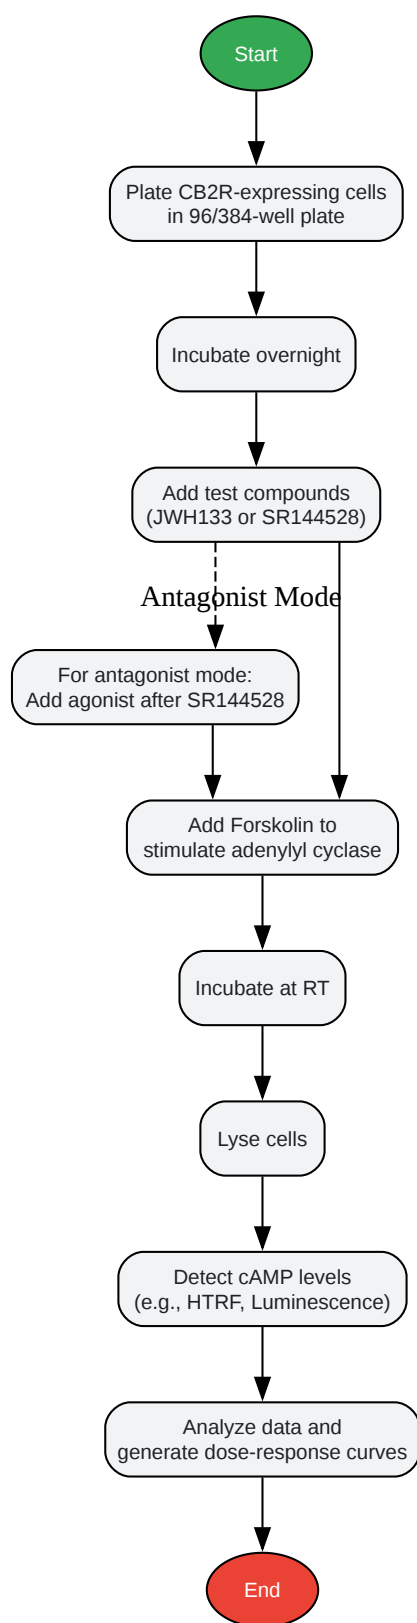 Start
Plate CB2R-expressing cells
in 96/384-well plate
Incubate overnight
Add test compounds
(JWH133 or SR144528)
Antagonist Mode
For antagonist mode:
Add agonist after SR144528
Add Forskolin to
stimulate adenylyl cyclase
Incubate at RT
Lyse cells
Detect cAMP levels
(e.g., HTRF, Luminescence)
Analyze data and
generate dose-response curves
End